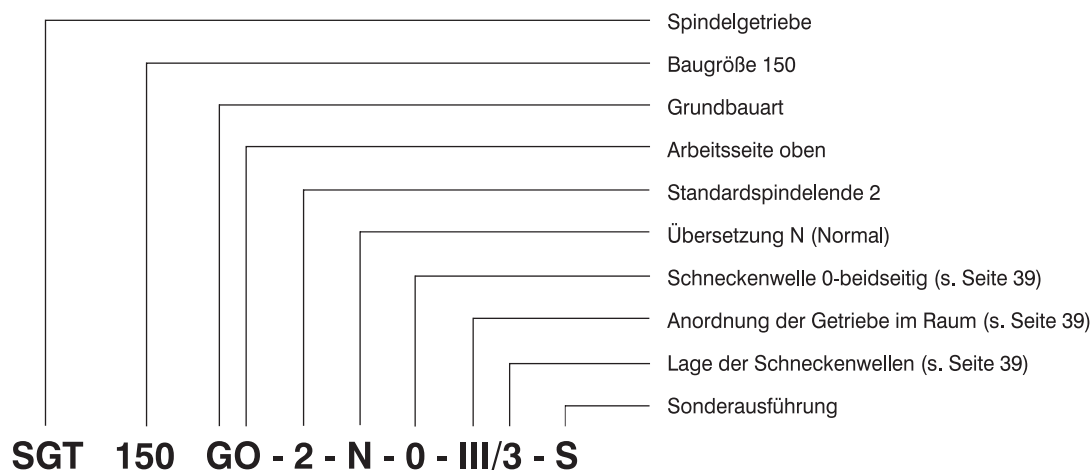 Spindelgetriebe
Baugröße 150
Grundbauart
Arbeitsseite oben
Standardspindelende 2
Übersetzung N (Normal)
Schneckenwelle 0-beidseitig (s. Seite 39)
Anordnung der Getriebe im Raum (s. Seite 39)
Lage der Schneckenwellen (s. Seite 39)
Sonderausführung
SGT 150 GO - 2 - N - 0 - III/3 - S